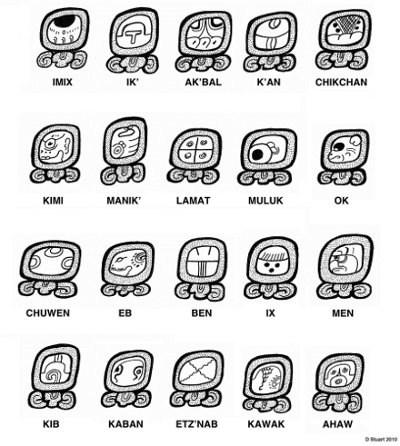 IMIX IK' AK'BAL K'AN CHIKCHAN
KIMI MANIK' LAMAT MULUK OK
CHUWEN EB BEN IX MEN
KIB KABAN ETZ'NAB KAWAK AHAW
D Stuart 2010